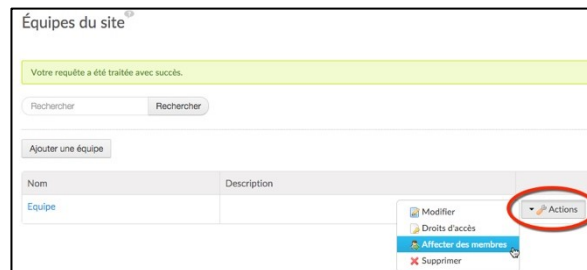 Équipes du site
Votre requête a été traitée avec succès.
Rechercher Rechercher
Ajouter une équipe
Nom Description
Equipe Actions
Modifier
Droits d'accès
Affecter des membres
Supprimer